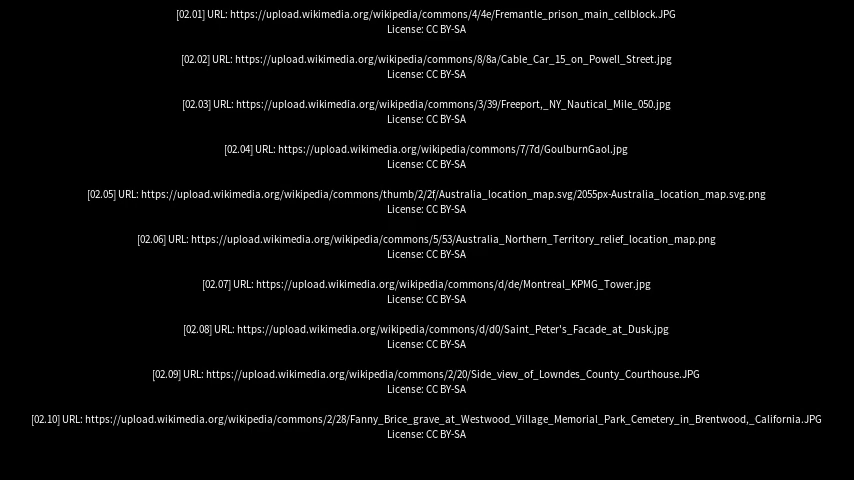 [02.01] URL: https://upload.wikimedia.org/wikipedia/commons/4/4e/Fremantle_prison_main_cellblock.JPG
License: CC BY-SA
[02.02] URL: https://upload.wikimedia.org/wikipedia/commons/8/8a/Cable_Car_15_on_Powell_Street.jpg
License: CC BY-SA
[02.03] URL: https://upload.wikimedia.org/wikipedia/commons/3/39/Freeport,_NY_Nautical_Mile_050.jpg
License: CC BY-SA
[02.04] URL: https://upload.wikimedia.org/wikipedia/commons/7/7d/GoulburnGaol.jpg
License: CC BY-SA
[02.05] URL: https://upload.wikimedia.org/wikipedia/commons/thumb/2/2f/Australia_location_map.svg/2055px-Australia_location_map.svg.png
License: CC BY-SA
[02.06] URL: https://upload.wikimedia.org/wikipedia/commons/5/53/Australia_Northern_Territory_relief_location_map.png
License: CC BY-SA
[02.07] URL: https://upload.wikimedia.org/wikipedia/commons/d/de/Montreal_KPMG_Tower.jpg
License: CC BY-SA
[02.08] URL: https://upload.wikimedia.org/wikipedia/commons/d/d0/Saint_Peter's_Facade_at_Dusk.jpg
License: CC BY-SA
[02.09] URL: https://upload.wikimedia.org/wikipedia/commons/2/20/Side_view_of_Lowndes_County_Courthouse.JPG
License: CC BY-SA
[02.10] URL: https://upload.wikimedia.org/wikipedia/commons/2/28/Fanny_Brice_grave_at_Westwood_Village_Memorial_Park_Cemetery_in_Brentwood,_California.JPG
License: CC BY-SA